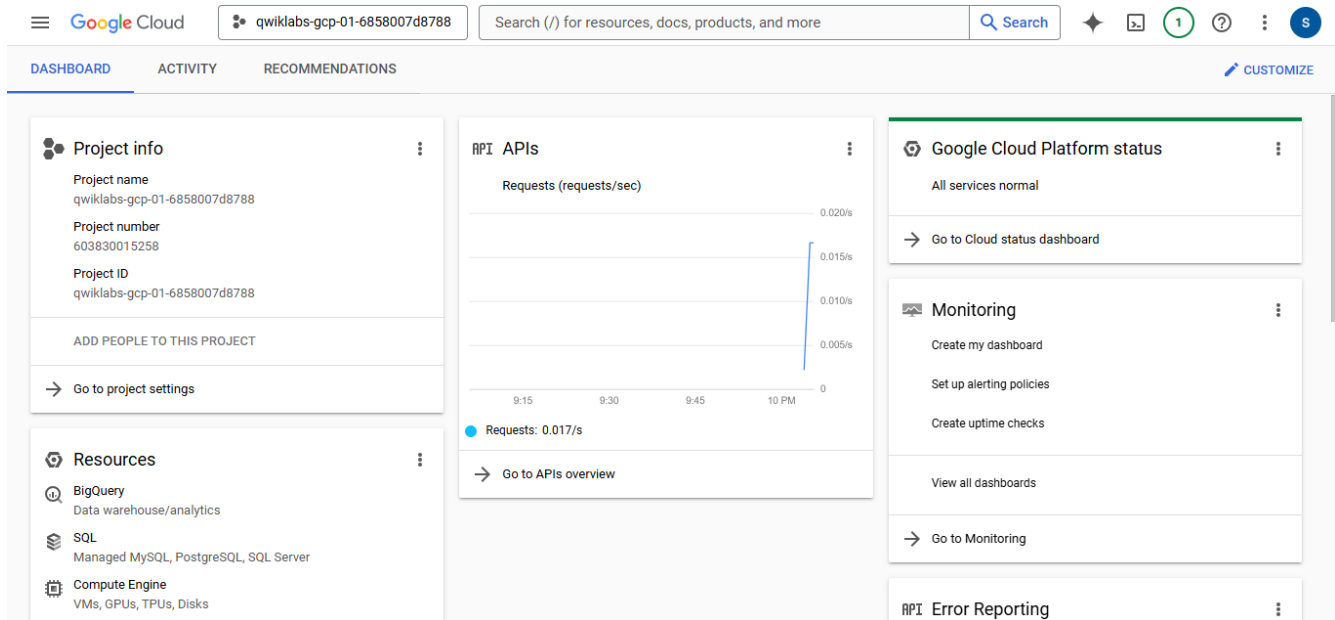 Google Cloud
qwiklabs-gcp-01-6858007d8788
Search (/) for resources, docs, products, and more
Search
1
S
DASHBOARD
ACTIVITY
RECOMMENDATIONS
CUSTOMIZE
Project info
Project name
qwiklabs-gcp-01-6858007d8788
Project number
603830015258
Project ID
qwiklabs-gcp-01-6858007d8788
ADD PEOPLE TO THIS PROJECT
Go to project settings
Resources
BigQuery
Data warehouse/analytics
SQL
Managed MySQL, PostgreSQL, SQL Server
Compute Engine
VMs, GPUs, TPUs, Disks
API APIs
Requests (requests/sec)
0.020/s
0.015/s
0.010/s
0.005/s
0
9:15 9:30 9:45 10 PM
Requests: 0.017/s
Go to APIs overview
Google Cloud Platform status
All services normal
Go to Cloud status dashboard
Monitoring
Create my dashboard
Set up alerting policies
Create uptime checks
View all dashboards
Go to Monitoring
API Error Reporting